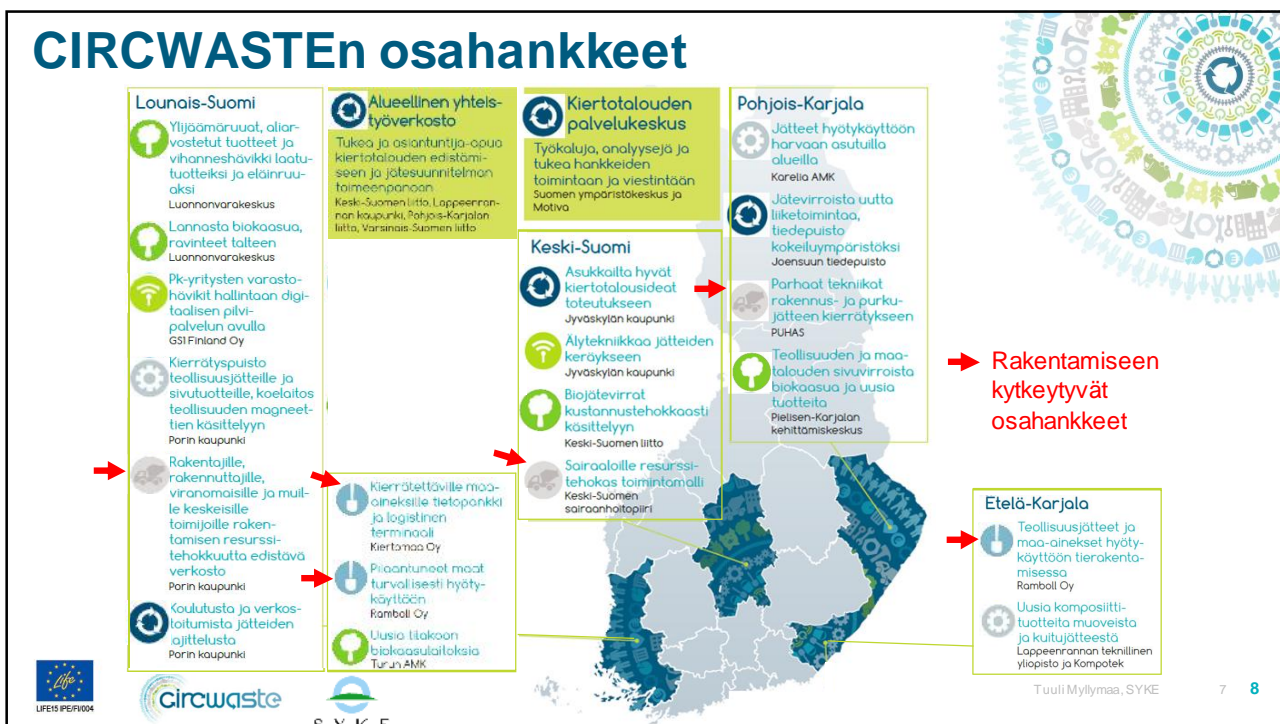 CIRCWASTEn osahankkeet
Lounais-Suomi
Ylijäämäruuat, aliar-
vostetut tuotteet ja
vihanneshävikki laatu-
tuotteiksi ja eläinruu-
aksi
Luonnonvarakeskus
Lannasta biokaasua,
ravinteet talteen
Luonnonvarakeskus
Pk-yritysten varasto-
hävikit hallintaan digi-
taalisen pilvi-
palvelun avulla
GS1 Finland Oy
Kierrätyspuisto
teollisuusjätteille ja
sivutuotteille, koelaitos
teollisuuden magneet-
tien käsittelyyn
Porin kaupunki
Rakentajille,
rakennuttajille,
viranomaisille ja muil-
le keskeisille
toimijoille raken-
tamisen resurssi-
tehokkuutta edistävä
verkosto
Porin kaupunki
Koulutusta ja verkos-
toitumista jätteiden
lajittelusta
Porin kaupunki
Alueellinen yhteis-
työverkosto
Tukea ja asiantuntija-apua
kiertotalouden edistämi-
seen ja jätesuunnitelman
toimeenpanoon
Keski-Suomen liitto, Lappeenran-
nan kaupunki, Pohjois-Karjalan
liitto, Varsinais-Suomen liitto
Kierrätettäville maa-
aineksille tietopankki
ja logistinen
terminaali
Kiertomaa Oy
Pilaantuneet maat
turvallisesti hyöty-
käyttöön
Ramboll Oy
Uusia tilakoon
biokaasulaitoksia
Turun AMK
Kiertotalouden
palvelukeskus
Työkaluja, analyysejä ja
tukea hankkeiden
toimintaan ja viestintään
Suomen ympäristökeskus ja
Motiva
Keski-Suomi
Asukkailta hyvät
kiertotalousideat
toteutukseen
Jyväskylän kaupunki
Älytekniikkaa jätteiden
keräykseen
Jyväskylän kaupunki
Biojätevirrat
kustannustehokkaasti
käsittelyyn
Keski-Suomen liitto
Sairaaloille resurssi-
tehokas toimintamalli
Keski-Suomen
sairaanhoitopiiri
Pohjois-Karjala
Jätteet hyötykäyttöön
harvaan asutuilla
alueilla
Karelia AMK
Jätevirroista uutta
liiketoimintaa,
tiedepuisto
kokeiluympäristöksi
Joensuun tiedepuisto
Parhaat tekniikat
rakennus- ja purku-
jätteen kierrätykseen
PUHAS
Teollisuuden ja maa-
talouden sivuvirroista
biokaasua ja uusia
tuotteita
Pielisen-Karjalan
kehittämiskeskus
Rakentamiseen
kytkeytyvät
osahankkeet
Etelä-Karjala
Teollisuusjätteet ja
maa-ainekset hyöty-
käyttöön tierakenta-
misessa
Ramboll Oy
Uusia komposiitti-
tuotteita muoveista
ja kuitujätteestä
Lappeenrannan teknillinen
yliopisto ja Kompotek
Life
LIFE15 IPE/FI/004
circwaste
SYKE
Tuuli Myllymaa, SYKE 7 8